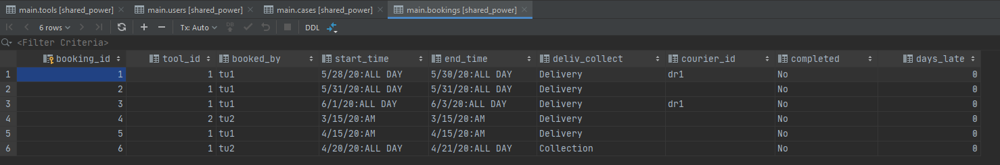 main.tools [shared_power] main.users [shared_power] main.cases [shared_power] main.bookings [shared_power]
6 rows Tx: Auto DB DDL
<Filter Criteria>
booking_id tool_id booked_by start_time end_time deliv_collect courier_id completed days_late
1 1 1 tu1 5/28/20:ALL DAY 5/30/20:ALL DAY Delivery dr1 No 0
2 2 1 tu1 5/31/20:ALL DAY 5/31/20:ALL DAY Delivery No 0
3 3 1 tu1 6/1/20:ALL DAY 6/3/20:ALL DAY Delivery dr1 No 0
4 4 2 tu2 3/15/20:AM 3/15/20:AM Delivery No 0
5 5 1 tu1 4/15/20:AM 4/15/20:AM Delivery No 0
6 6 1 tu2 4/20/20:ALL DAY 4/21/20:ALL DAY Collection No 0